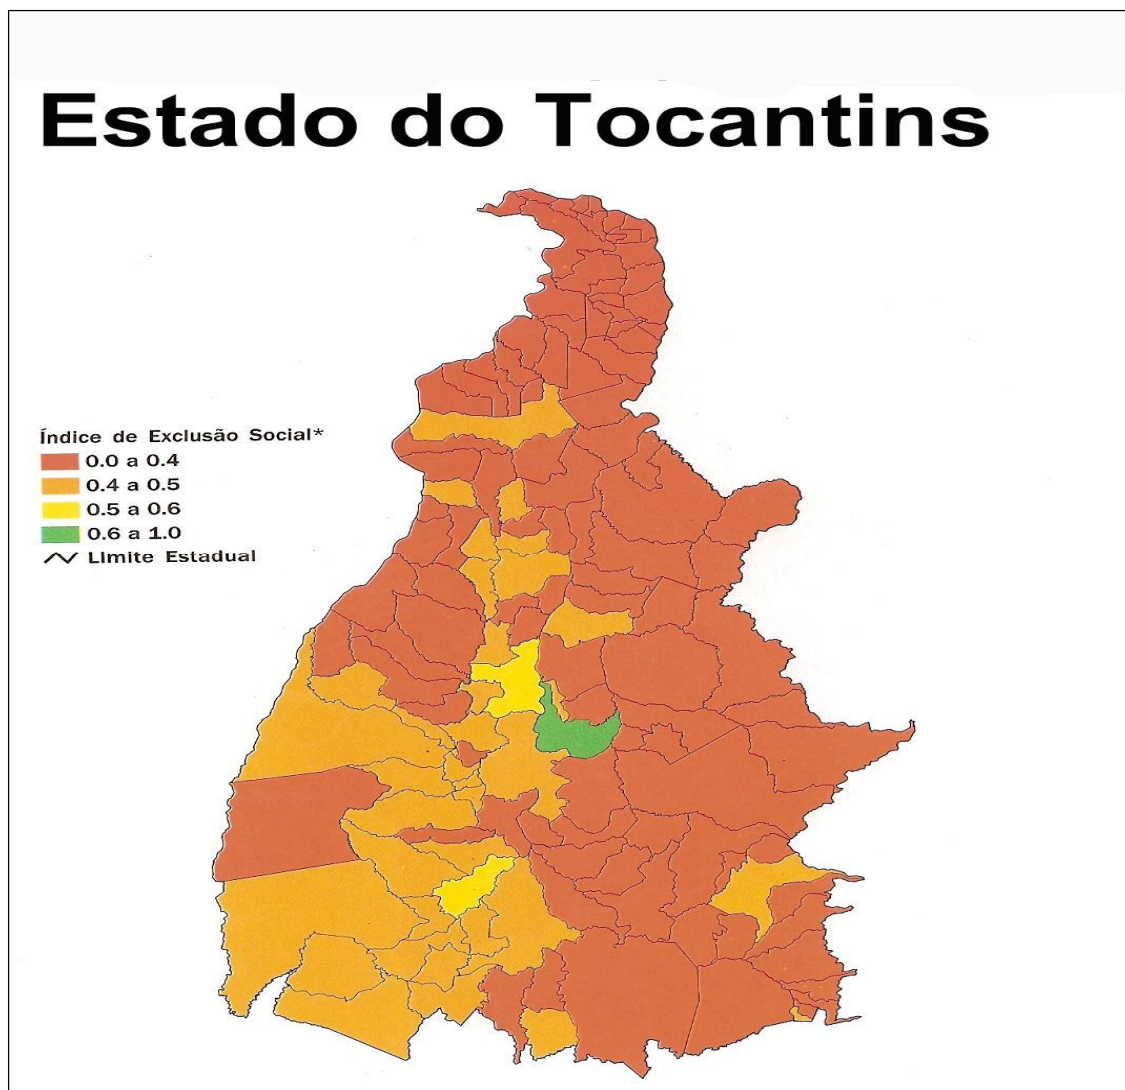 Estado do Tocantins
Índice de Exclusão Social*
0.0 a 0.4
0.4 a 0.5
0.5 a 0.6
0.6 a 1.0
LImite Estadual